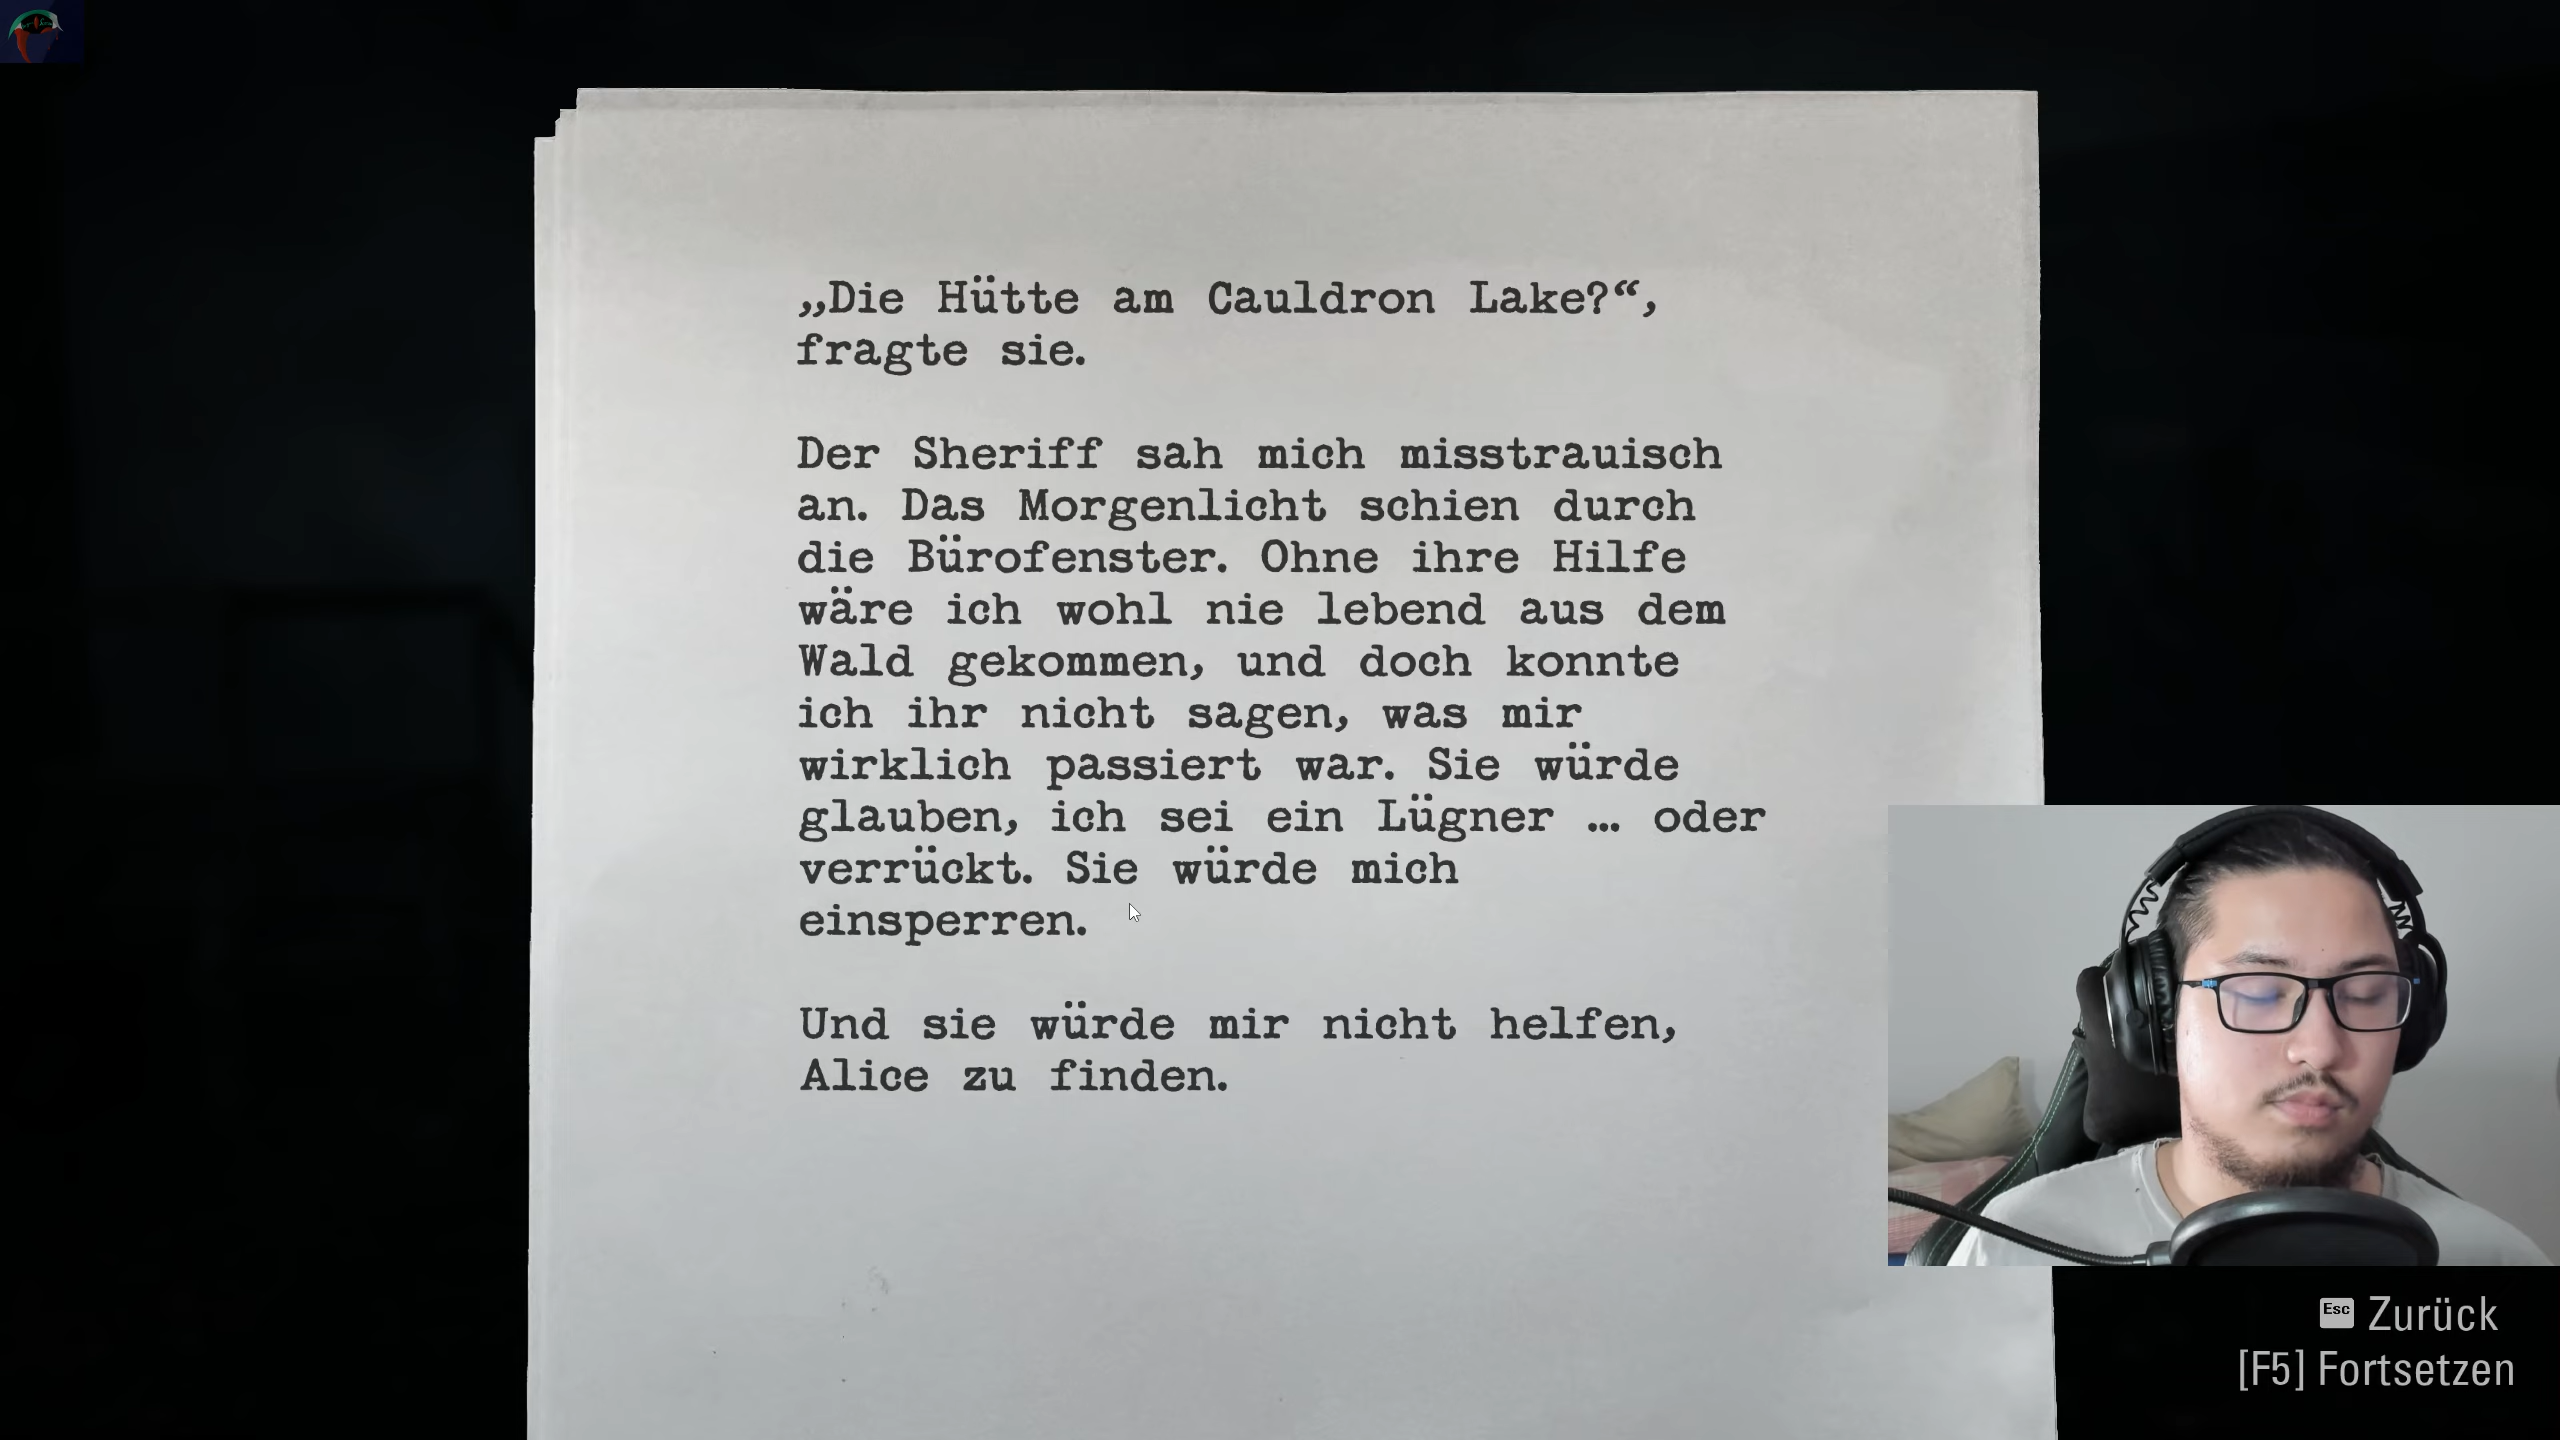 „Die Hütte am Cauldron Lake?“,
fragte sie.
Der Sheriff sah mich misstrauisch
an. Das Morgenlicht schien durch
die Bürofenster. Ohne ihre Hilfe
wäre ich wohl nie lebend aus dem
Wald gekommen, und doch konnte
ich ihr nicht sagen, was mir
wirklich passiert war. Sie würde
glauben, ich sei ein Lügner ... oder
verrückt. Sie würde mich
einsperren.
Und sie würde mir nicht helfen,
Alice zu finden.
Esc Zurück
[F5] Fortsetzen